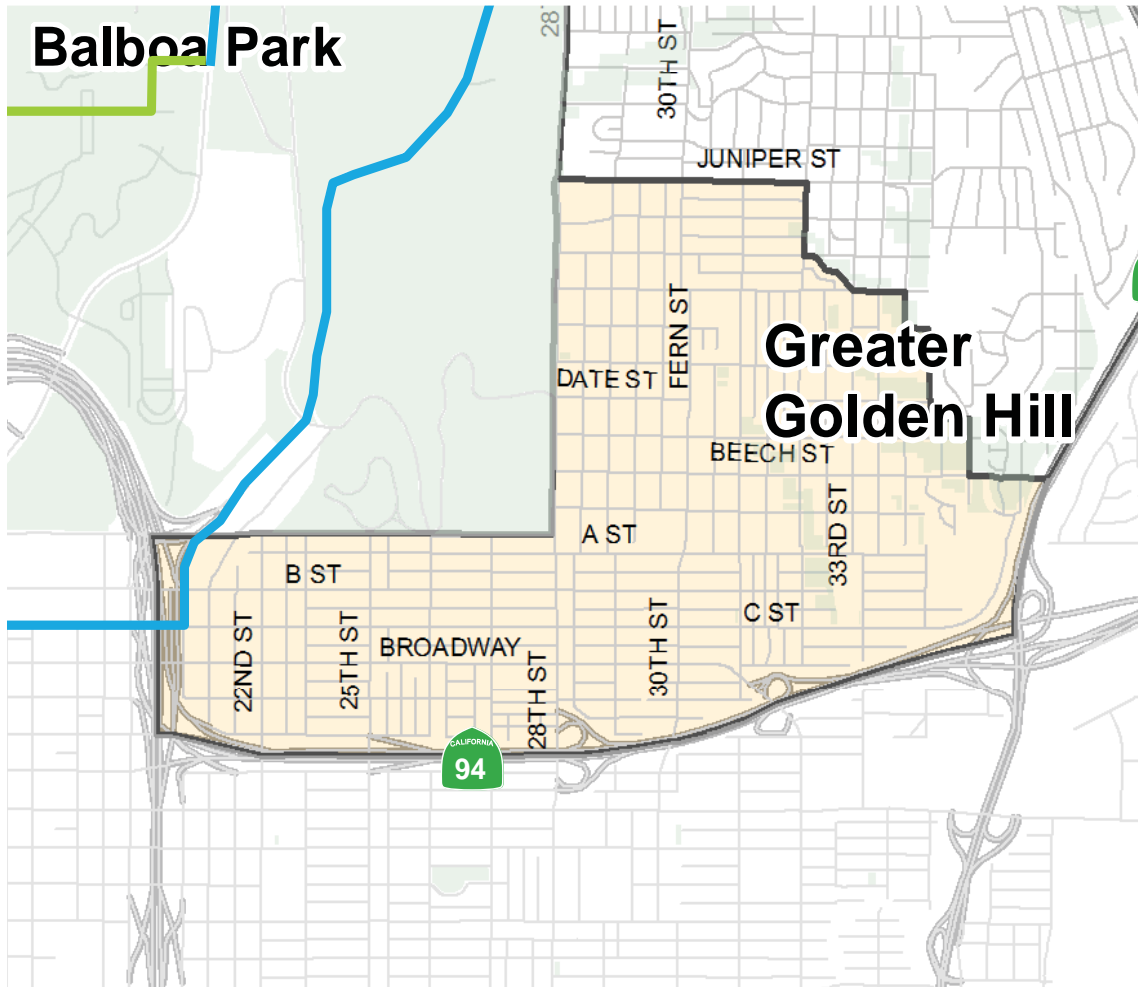 Balboa Park
28
30TH ST
JUNIPER ST
FERN ST
Greater
Golden Hill
DATE ST
BEECH ST
33RD ST
A ST
B ST
C ST
22ND ST
25TH ST
BROADWAY
28TH ST
30TH ST
CALIFORNIA
94